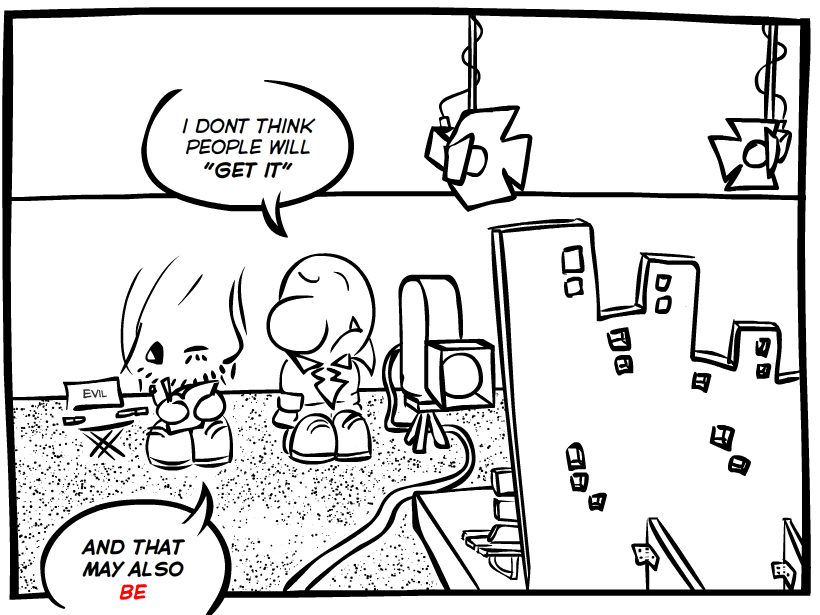 I DONT THINK
PEOPLE WILL
"GET IT"
EVIL
AND THAT
MAY ALSO
BE